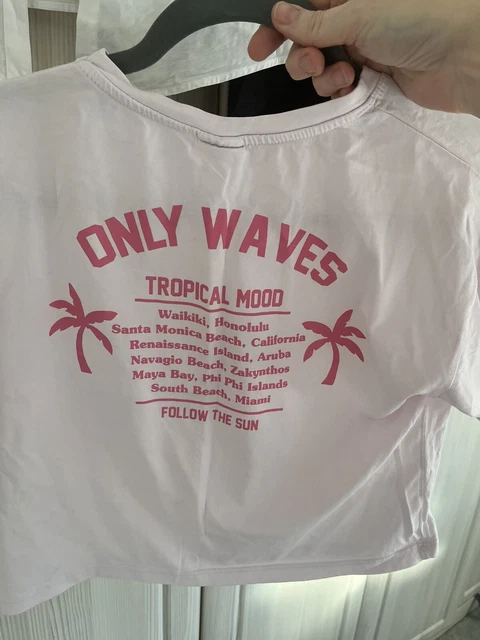 ONLY WAVES
TROPICAL MOOD
Waikiki, Honolulu
Santa Monica Beach, California
Renaissance Island, Aruba
Navagio Beach, Zakynthos
Maya Bay, Phi Phi Islands
South Beach, Miami
FOLLOW THE SUN